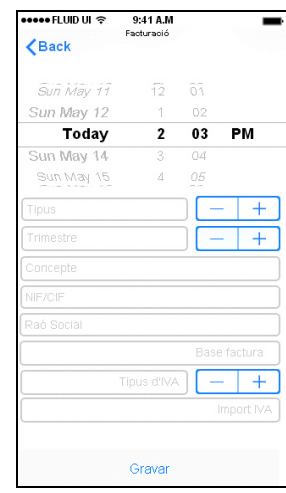 FLUID UI 9:41 A.M
Facturació
Back
Sun May 11 12 01
Sun May 12 1 02
Today 2 03 PM
Sun May 14 3 04
Sun May 15 4 05
Tipus — +
Trimestre — +
Concepte
NIF/CIF
Raò Social
Base factura
Tipus d'IVA — +
Import IVA
Gravar